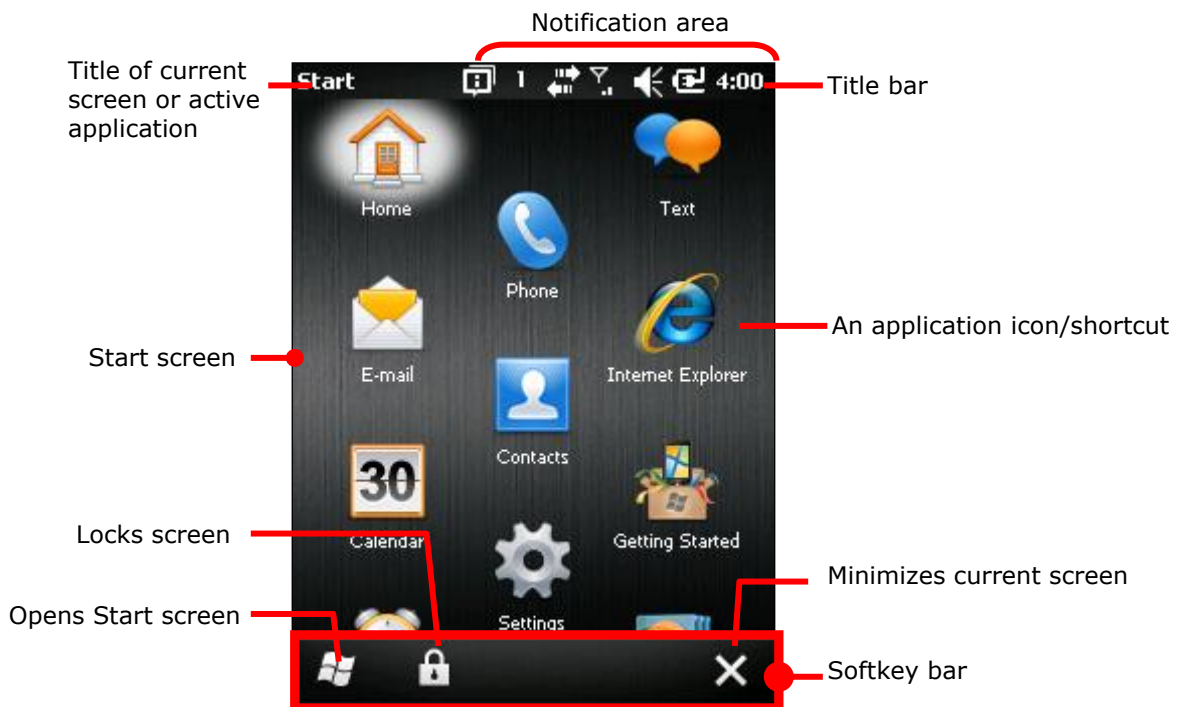 Notification area
Title of current
screen or active
application
Start
1
4:00
Title bar
Home
Text
Phone
An application icon/shortcut
Start screen
E-mail
Internet Explorer
30
Contacts
Locks screen
Calendar
Getting Started
Minimizes current screen
Opens Start screen
Settings
Softkey bar